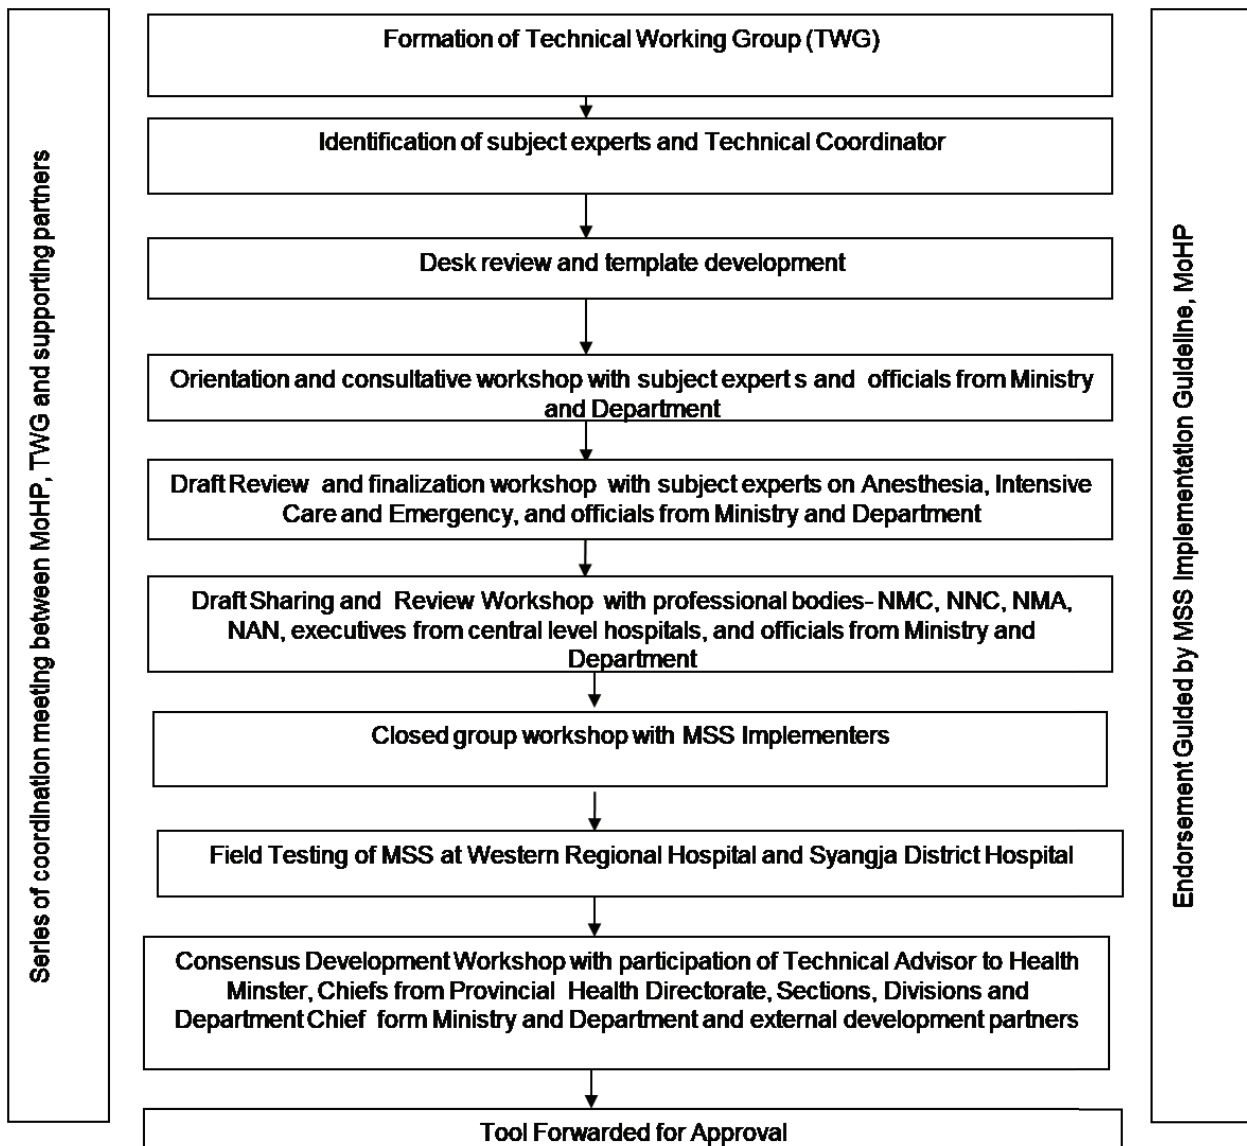 Series of coordination meeting between MoHP, TWG and supporting partners
Formation of Technical Working Group (TWG)
Identification of subject experts and Technical Coordinator
Desk review and template development
Orientation and consultative workshop with subject expert s and officials from Ministry
and Department
Draft Review and finalization workshop with subject experts on Anesthesia, Intensive
Care and Emergency, and officials from Ministry and Department
Draft Sharing and Review Workshop with professional bodies- NMC, NNC, NMA,
NAN, executives from central level hospitals, and officials from Ministry and
Department
Closed group workshop with MSS Implementers
Field Testing of MSS at Western Regional Hospital and Syangja District Hospital
Consensus Development Workshop with participation of Technical Advisor to Health
Minster, Chiefs from Provincial Health Directorate, Sections, Divisions and
Department Chief form Ministry and Department and external development partners
Tool Forwarded for Approval
Endorsement Guided by MSS Implementation Guideline, MoHP